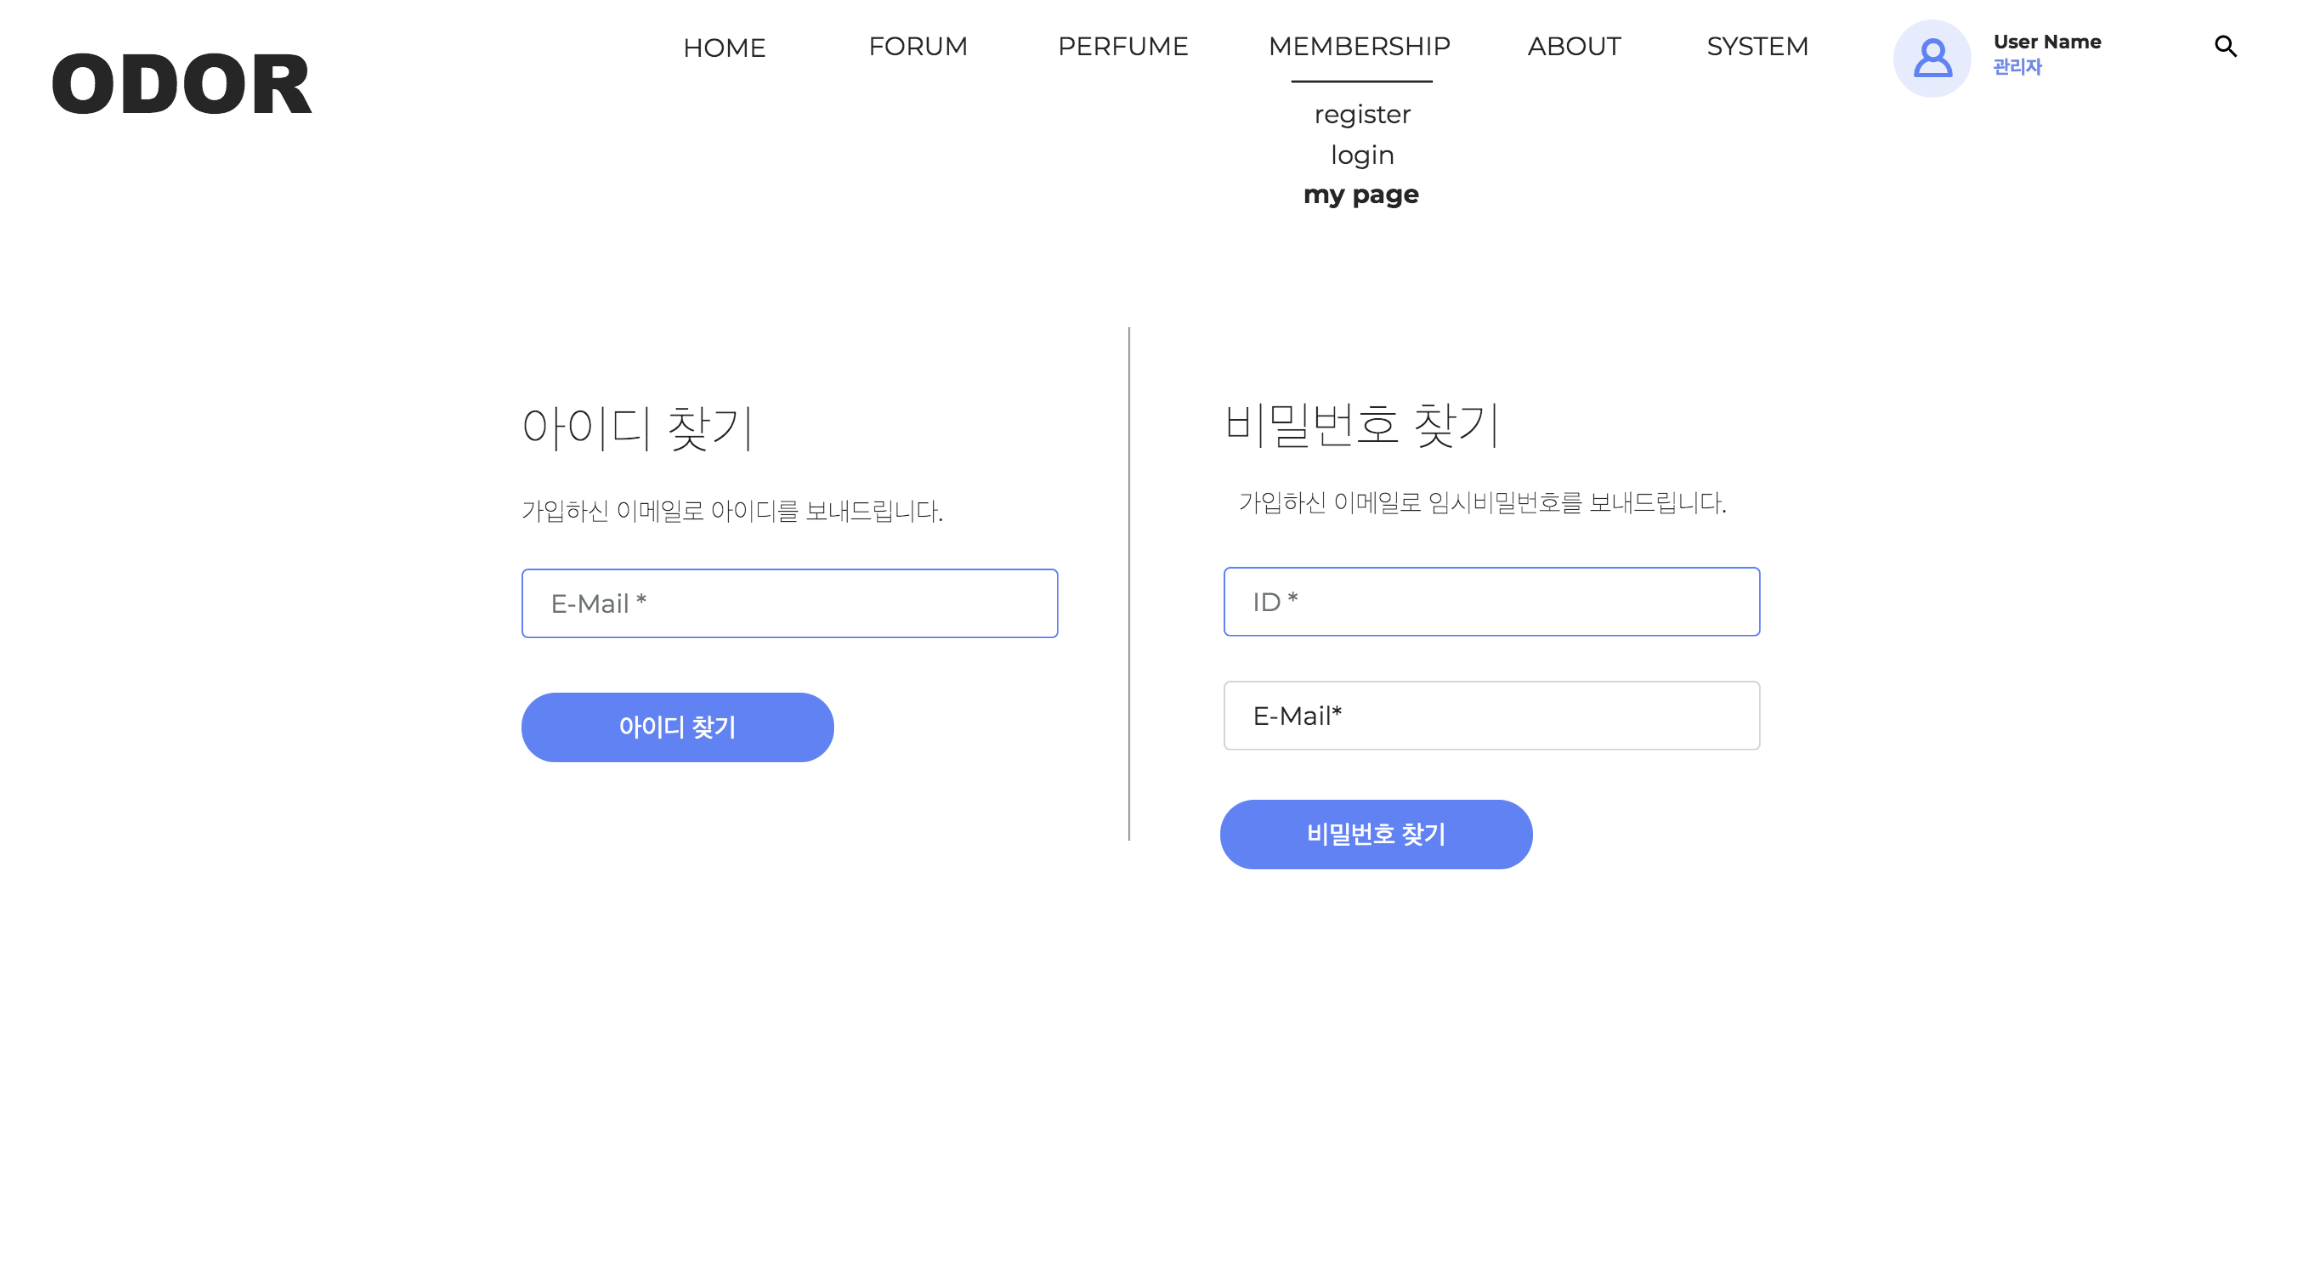 ODOR
HOME
FORUM
PERFUME
MEMBERSHIP
register
login
my page
ABOUT
SYSTEM
User Name
관리자
아이디 찾기
가입하신 이메일로 아이디를 보내드립니다.
E-Mail *
아이디 찾기
비밀번호 찾기
가입하신 이메일로 임시비밀번호를 보내드립니다.
ID *
E-Mail*
비밀번호 찾기